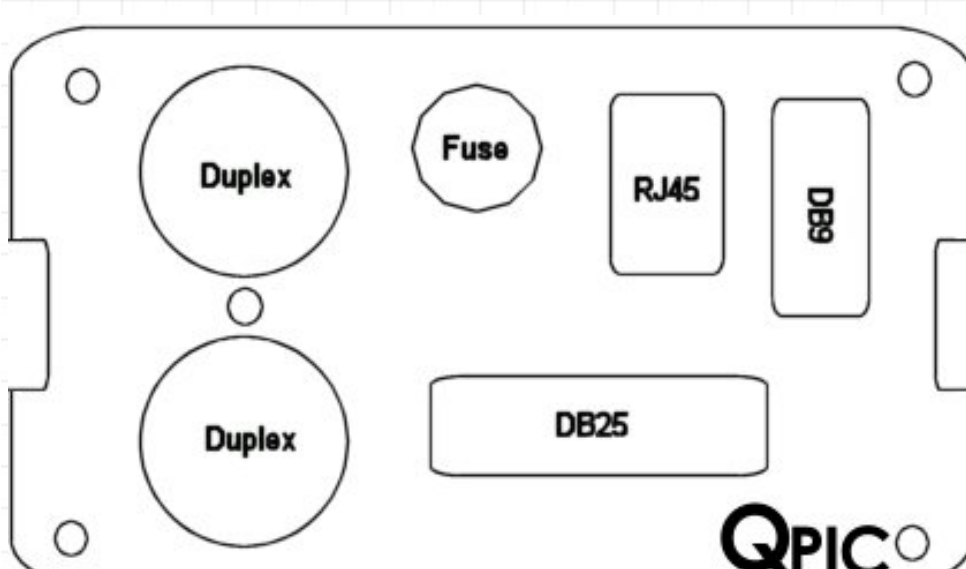 Duplex
Fuse
RJ45
DB9
Duplex
DB25
QPIC